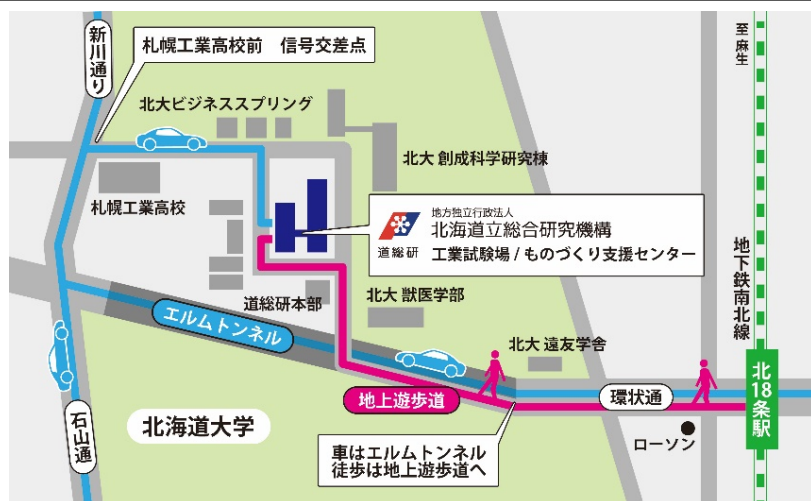 新川通り
札幌工業高校前 信号交差点
至麻生
北大ビジネススプリング
北大 創成科学研究棟
札幌工業高校
地方独立行政法人
北海道立総合研究機構
道総研
工業試験場 / ものづくり支援センター
地下鉄南北線
道総研本部
北大 獣医学部
エルムトンネル
北大 遠友学舎
北18条駅
地上遊歩道
環状通
石山通
北海道大学
ローソン
車はエルムトンネル
徒歩は地上遊歩道へ